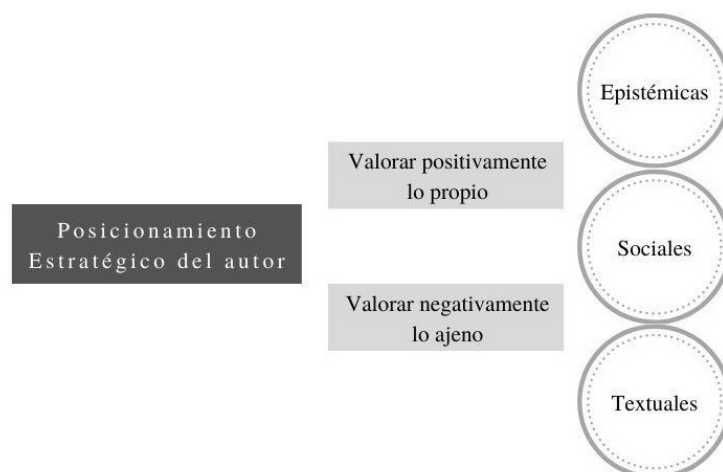 Posicionamiento
Estratégico del autor
Valorar positivamente
lo propio
Valorar negativamente
lo ajeno
Epistémicas
Sociales
Textuales